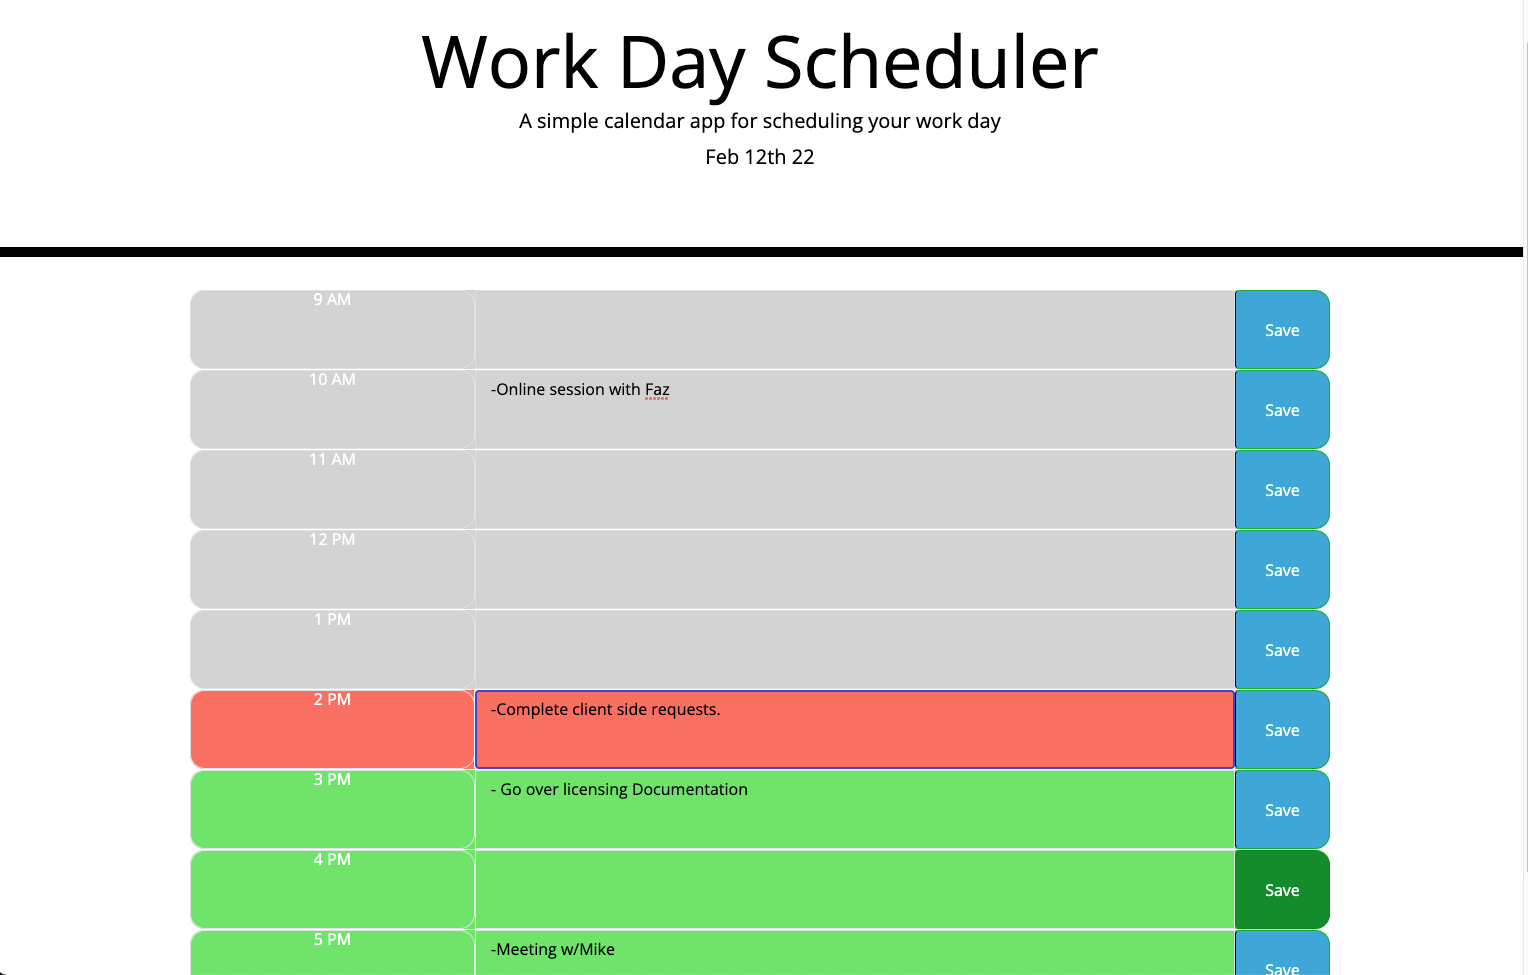 Work Day Scheduler
A simple calendar app for scheduling your work day
Feb 12th 22
9 AM
Save
10 AM
-Online session with Faz
Save
11 AM
Save
12 PM
Save
1 PM
Save
2 PM
-Complete client side requests.
Save
3 PM
- Go over licensing Documentation
Save
4 PM
Save
5 PM
-Meeting w/Mike
Save